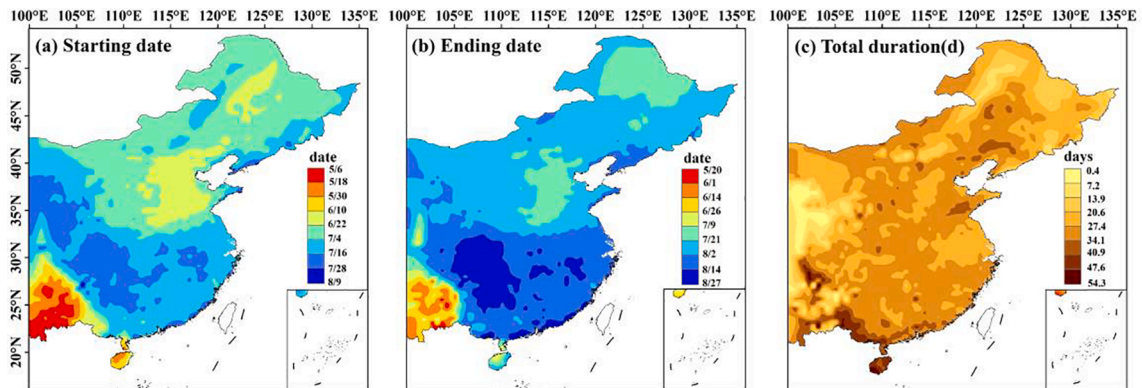 100°E 105°E 110°E 115°E 120°E 125°E 135°E
100°E 105°E 110°E 115°E 120°E 125°E 135°E
100°E 105°E 110°E 115°E 120°E 125°E 135°E
(a) Starting date
(b) Ending date
(c) Total duration(d)
50°N
45°N
40°N
35°N
30°N
25°N
20°N
date
5/6
5/18
5/30
6/10
6/22
7/4
7/16
7/28
8/9
date
5/20
6/1
6/14
6/26
7/9
7/21
8/2
8/14
8/27
days
0.4
7.2
13.9
20.6
27.4
34.1
40.9
47.6
54.3